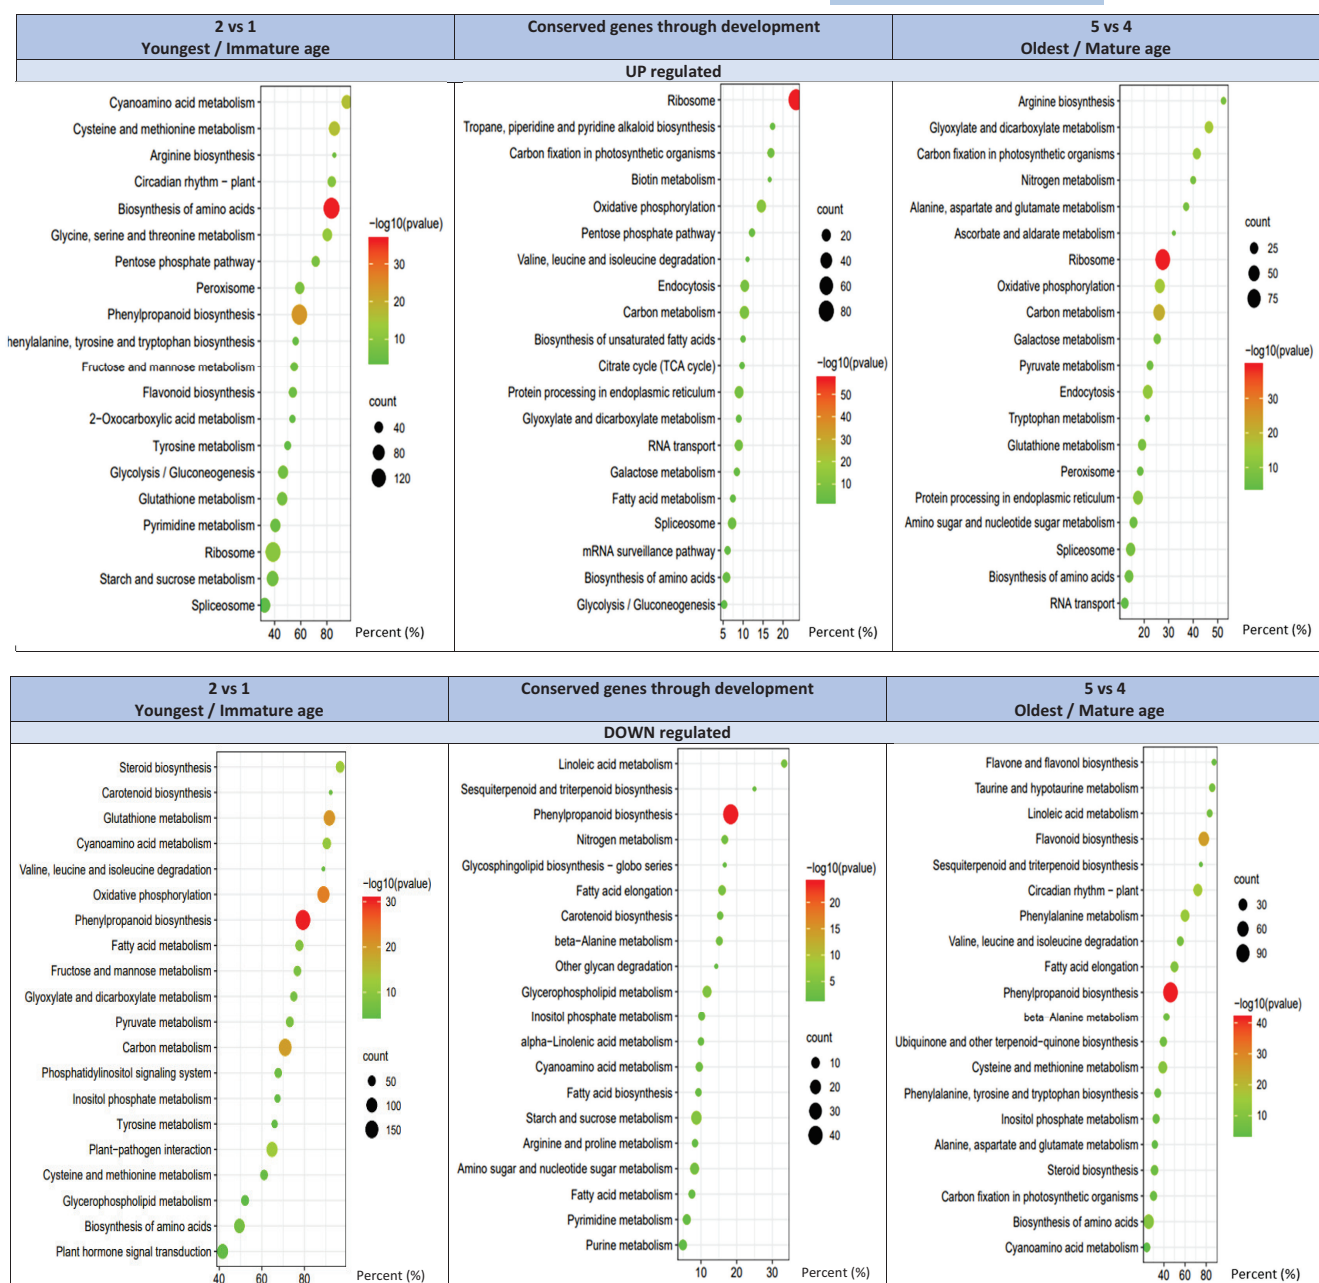 2 vs 1
Youngest / Immature age
Conserved genes through development
5 vs 4
Oldest / Mature age
UP regulated
Cyanoamino acid metabolism
Cysteine and methionine metabolism
Arginine biosynthesis
Circadian rhythm − plant
Biosynthesis of amino acids
Glycine, serine and threonine metabolism
Pentose phosphate pathway
Peroxisome
Phenylpropanoid biosynthesis
henylalanine, tyrosine and tryptophan biosynthesis
Fructose and mannose metabolism
Flavonoid biosynthesis
2−Oxocarboxylic acid metabolism
Tyrosine metabolism
Glycolysis / Gluconeogenesis
Glutathione metabolism
Pyrimidine metabolism
Ribosome
Starch and sucrose metabolism
Spliceosome
40 60 80 Percent (%)
−log10(pvalue)
30
20
10
count
40
80
120
Ribosome
Tropane, piperidine and pyridine alkaloid biosynthesis
Carbon fixation in photosynthetic organisms
Biotin metabolism
Oxidative phosphorylation
Pentose phosphate pathway
Valine, leucine and isoleucine degradation
Endocytosis
Carbon metabolism
Biosynthesis of unsaturated fatty acids
Citrate cycle (TCA cycle)
Protein processing in endoplasmic reticulum
Glyoxylate and dicarboxylate metabolism
RNA transport
Galactose metabolism
Fatty acid metabolism
Spliceosome
mRNA surveillance pathway
Biosynthesis of amino acids
Glycolysis / Gluconeogenesis
5 10 15 20 Percent (%)
count
20
40
60
80
−log10(pvalue)
50
40
30
20
10
Arginine biosynthesis
Glyoxylate and dicarboxylate metabolism
Carbon fixation in photosynthetic organisms
Nitrogen metabolism
Alanine, aspartate and glutamate metabolism
Ascorbate and aldarate metabolism
Ribosome
Oxidative phosphorylation
Carbon metabolism
Galactose metabolism
Pyruvate metabolism
Endocytosis
Tryptophan metabolism
Glutathione metabolism
Peroxisome
Protein processing in endoplasmic reticulum
Amino sugar and nucleotide sugar metabolism
Spliceosome
Biosynthesis of amino acids
RNA transport
20 30 40 50 Percent (%)
count
25
50
75
−log10(pvalue)
40
30
20
10
2 vs 1
Youngest / Immature age
Conserved genes through development
5 vs 4
Oldest / Mature age
DOWN regulated
Steroid biosynthesis
Carotenoid biosynthesis
Glutathione metabolism
Cyanoamino acid metabolism
Valine, leucine and isoleucine degradation
Oxidative phosphorylation
Phenylpropanoid biosynthesis
Fatty acid metabolism
Fructose and mannose metabolism
Glyoxylate and dicarboxylate metabolism
Pyruvate metabolism
Carbon metabolism
Phosphatidylinositol signaling system
Inositol phosphate metabolism
Tyrosine metabolism
Plant−pathogen interaction
Cysteine and methionine metabolism
Glycerophospholipid metabolism
Biosynthesis of amino acids
Plant hormone signal transduction
40 60 80 Percent (%)
−log10(pvalue)
30
20
10
count
50
100
150
Linoleic acid metabolism
Sesquiterpenoid and triterpenoid biosynthesis
Phenylpropanoid biosynthesis
Nitrogen metabolism
Glycosphingolipid biosynthesis − globo series
Fatty acid elongation
Carotenoid biosynthesis
beta−Alanine metabolism
Other glycan degradation
Glycerophospholipid metabolism
Inositol phosphate metabolism
alpha−Linolenic acid metabolism
Cyanoamino acid metabolism
Fatty acid biosynthesis
Starch and sucrose metabolism
Arginine and proline metabolism
Amino sugar and nucleotide sugar metabolism
Fatty acid metabolism
Pyrimidine metabolism
Purine metabolism
10 20 30 Percent (%)
−log10(pvalue)
20
15
10
5
count
10
20
30
40
Flavone and flavonol biosynthesis
Taurine and hypotaurine metabolism
Linoleic acid metabolism
Flavonoid biosynthesis
Sesquiterpenoid and triterpenoid biosynthesis
Circadian rhythm − plant
Phenylalanine metabolism
Valine, leucine and isoleucine degradation
Fatty acid elongation
Phenylpropanoid biosynthesis
beta−Alanine metabolism
Ubiquinone and other terpenoid−quinone biosynthesis
Cysteine and methionine metabolism
Phenylalanine, tyrosine and tryptophan biosynthesis
Inositol phosphate metabolism
Alanine, aspartate and glutamate metabolism
Steroid biosynthesis
Carbon fixation in photosynthetic organisms
Biosynthesis of amino acids
Cyanoamino acid metabolism
40 60 80 Percent (%)
count
30
60
90
−log10(pvalue)
40
30
20
10